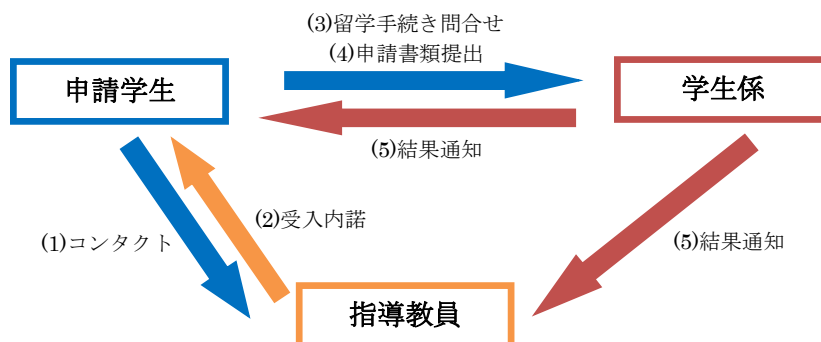 (3)留学手続き問合せ
(4)申請書類提出
申請学生
学生係
(5)結果通知
(2)受入内諾
(1)コンタクト
(5)結果通知
指導教員